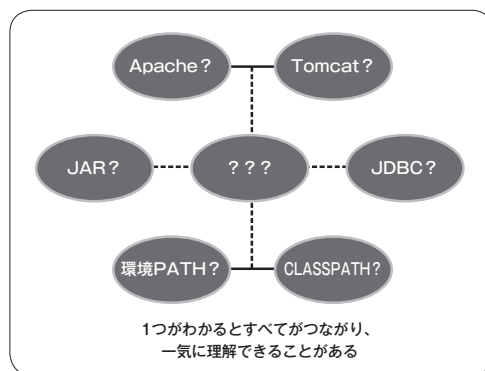 Apache？ Tomcat？
JAR？ ？？？ JDBC？
環境PATH？ CLASSPATH？
1つがわかるとすべてがつながり、
一気に理解できることがある